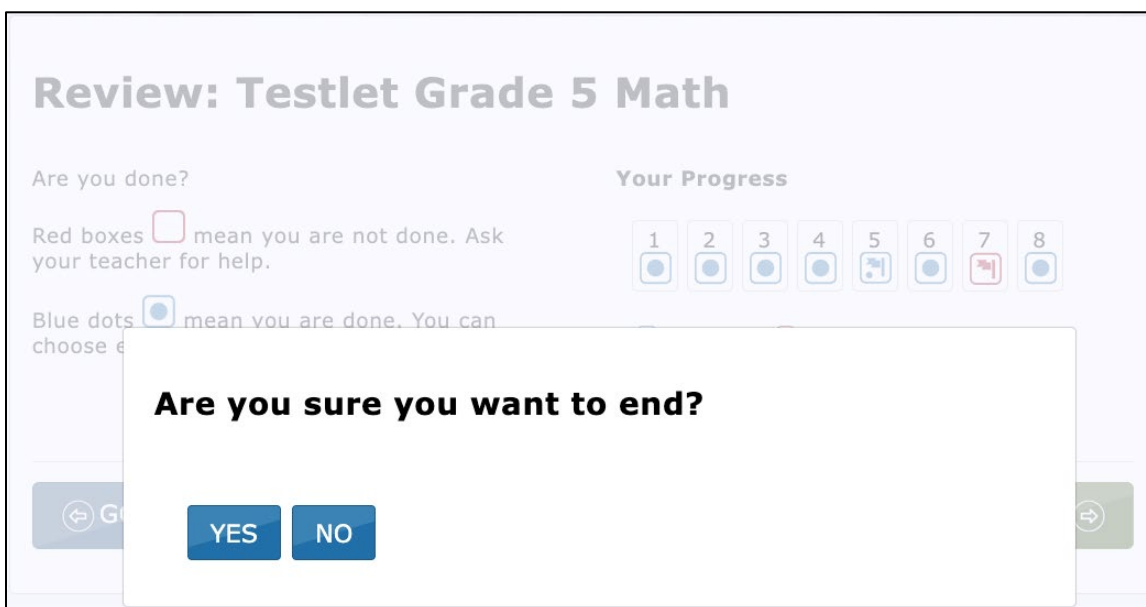 Review: Testlet Grade 5 Math
Are you done?
Red boxes mean you are not done. Ask
your teacher for help.
Blue dots mean you are done. You can
choose
Your Progress
1 2 3 4 5 6 7 8
Are you sure you want to end?
YES NO